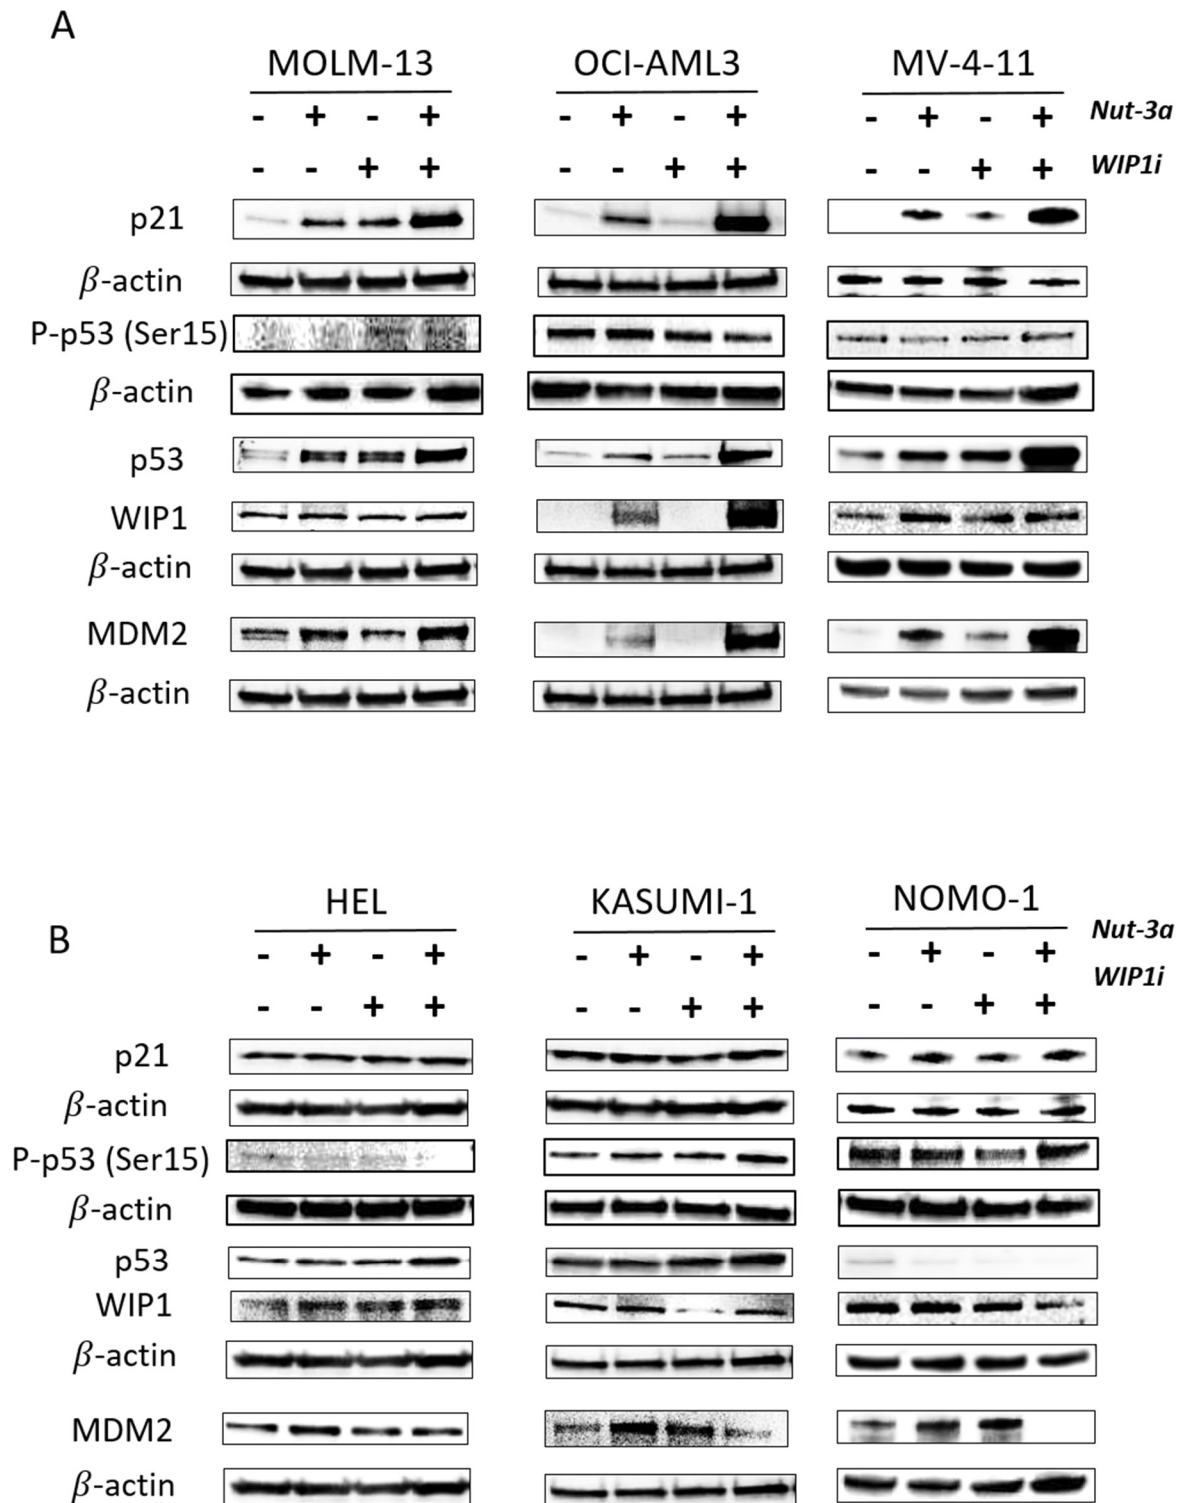 A
MOLM-13 OCI-AML3 MV-4-11
- + - + - + - + - + - + Nut-3a
- - + + - - + + - - + + WIP1i
p21
β-actin
P-p53 (Ser15)
β-actin
p53
WIP1
β-actin
MDM2
β-actin
B
HEL KASUMI-1 NOMO-1
- + - + - + - + - + - + Nut-3a
- - + + - - + + - - + + WIP1i
p21
β-actin
P-p53 (Ser15)
β-actin
p53
WIP1
β-actin
MDM2
β-actin